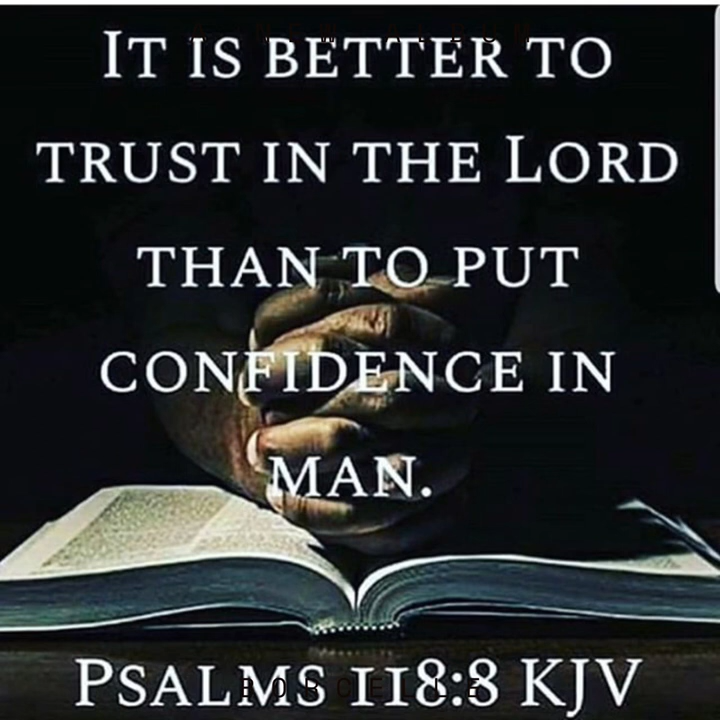 It is better to
trust in the Lord
than to put
confidence in
man.
Psalms 118:8 KJV